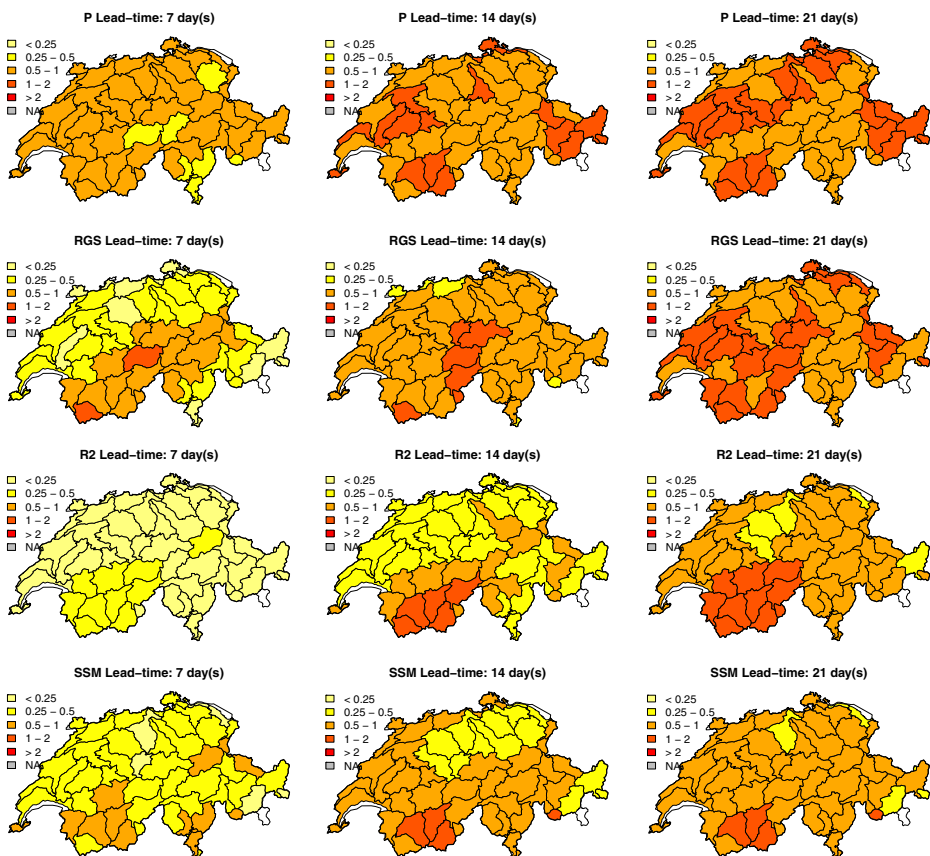 P Lead−time: 7 day(s)
< 0.25
0.25 − 0.5
0.5 − 1
1 − 2
> 2
NA
P Lead−time: 14 day(s)
< 0.25
0.25 − 0.5
0.5 − 1
1 − 2
> 2
NA
P Lead−time: 21 day(s)
< 0.25
0.25 − 0.5
0.5 − 1
1 − 2
> 2
NA
RGS Lead−time: 7 day(s)
< 0.25
0.25 − 0.5
0.5 − 1
1 − 2
> 2
NA
RGS Lead−time: 14 day(s)
< 0.25
0.25 − 0.5
0.5 − 1
1 − 2
> 2
NA
RGS Lead−time: 21 day(s)
< 0.25
0.25 − 0.5
0.5 − 1
1 − 2
> 2
NA
R2 Lead−time: 7 day(s)
< 0.25
0.25 − 0.5
0.5 − 1
1 − 2
> 2
NA
R2 Lead−time: 14 day(s)
< 0.25
0.25 − 0.5
0.5 − 1
1 − 2
> 2
NA
R2 Lead−time: 21 day(s)
< 0.25
0.25 − 0.5
0.5 − 1
1 − 2
> 2
NA
SSM Lead−time: 7 day(s)
< 0.25
0.25 − 0.5
0.5 − 1
1 − 2
> 2
NA
SSM Lead−time: 14 day(s)
< 0.25
0.25 − 0.5
0.5 − 1
1 − 2
> 2
NA
SSM Lead−time: 21 day(s)
< 0.25
0.25 − 0.5
0.5 − 1
1 − 2
> 2
NA